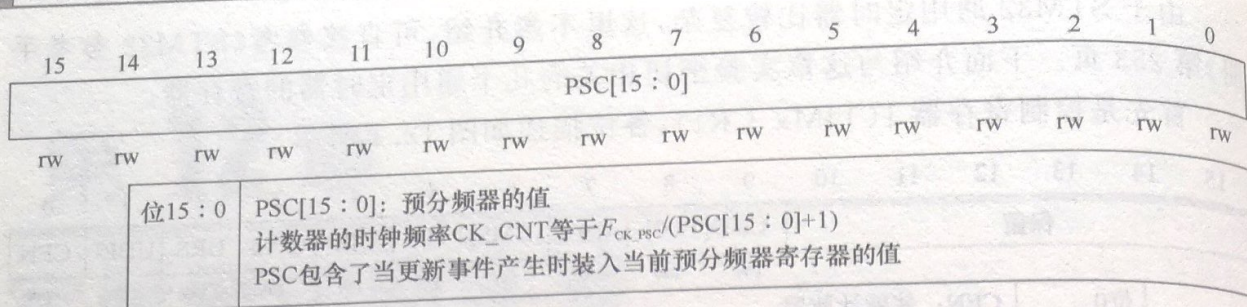 15 14 13 12 11 10 9 8 7 6 5 4 3 2 1 0
PSC[15：0]
rw rw rw rw rw rw rw rw rw rw rw rw rw rw rw rw
位15：0
PSC[15：0]：预分频器的值
计数器的时钟频率CK_CNT等于F_CK_PSC/(PSC[15：0]+1)
PSC包含了当更新事件产生时装入当前预分频器寄存器的值